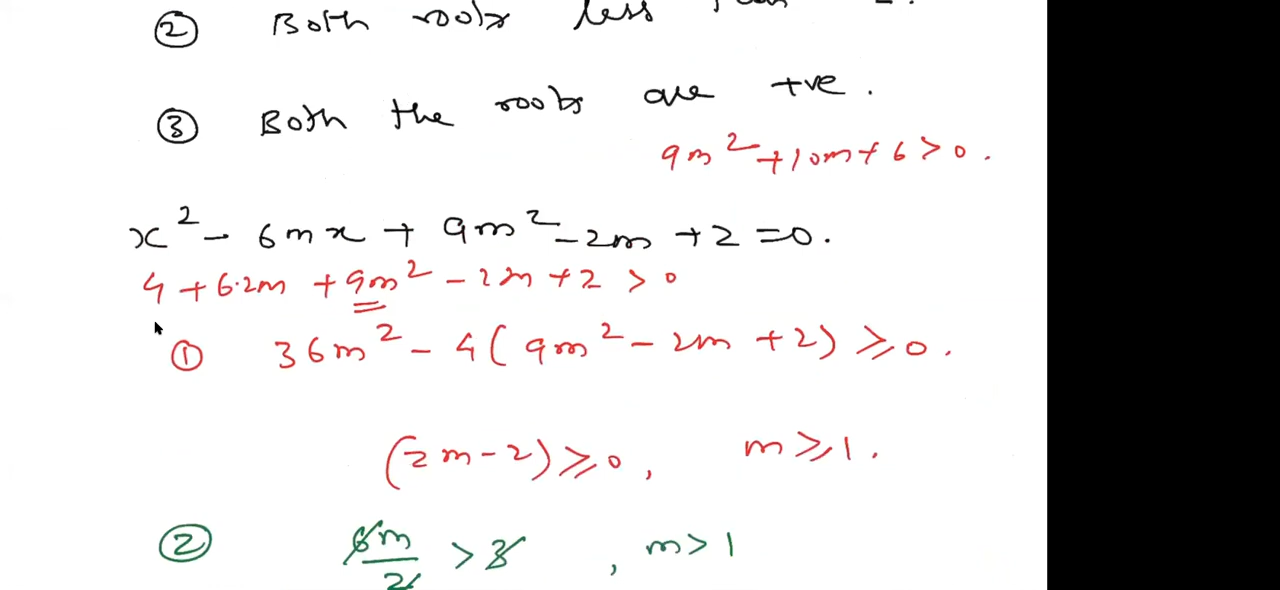 ② Both roots less
③ Both the roots are +ve.
9m² + 10m + 6 > 0.
x² - 6mx + 9m² - 2m + 2 = 0.
4 + 6·2m + 9m² - 2m + 2 > 0
① 36m² - 4(9m² - 2m + 2) ≥ 0.
(2m - 2) ≥ 0, m ≥ 1.
② 6m/2 > 3, m > 1